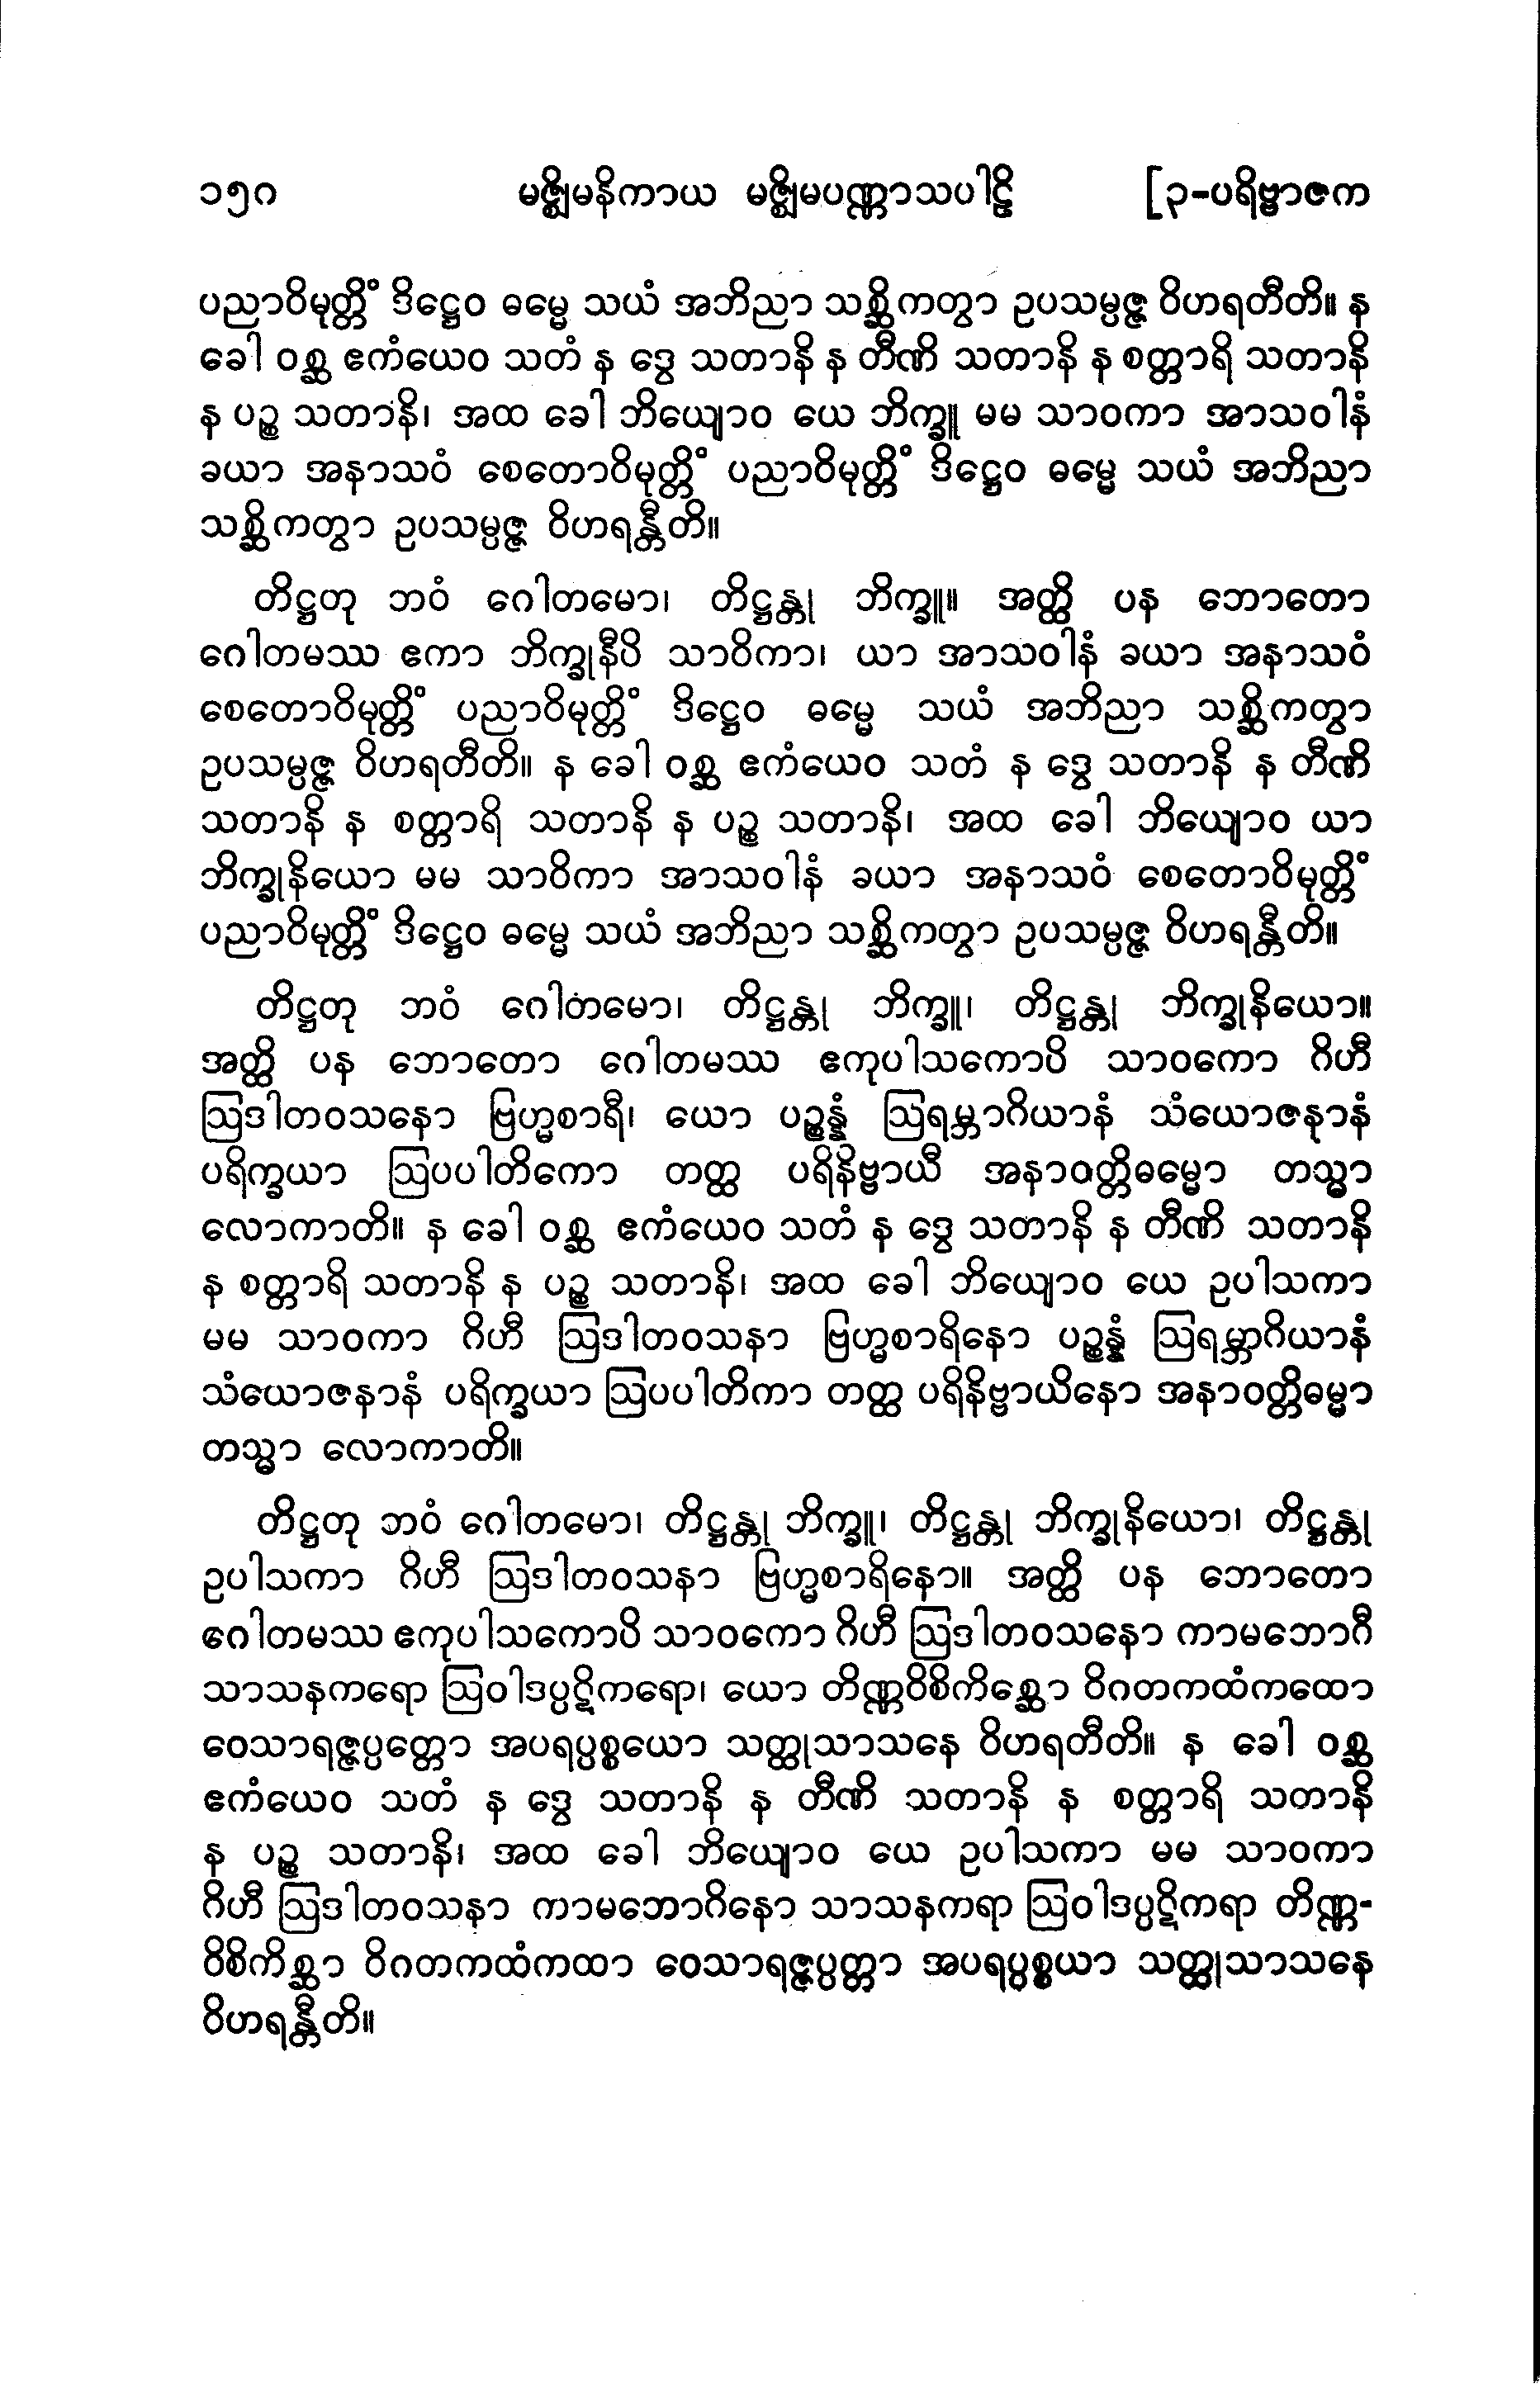 ၁၅၀ မဇ္ဈိမနိကာယ မဇ္ဈိမပဏ္ဏာသပါဠိ [၃-ပရိဗ္ဗာဇက
ပညာဝိမုတ္တိံ ဒိဋ္ဌေဝ ဓမ္မေ သယံ အဘိညာ သစ္ဆိကတွာ ဥပသမ္ပဇ္ဇ ဝိဟရတီတိ။ န
ခေါ ဝစ္ဆ ဧကံယေဝ သတံ န ဒွေ သတာနိ န တီဏိ သတာနိ န စတ္တာရိ သတာနိ
န ပဉ္စ သတာနိ၊ အထ ခေါ ဘိယျောဝ ယေ ဘိက္ခူ မမ သာဝကာ အာသဝါနံ
ခယာ အနာသဝံ စေတောဝိမုတ္တိံ ပညာဝိမုတ္တိံ ဒိဋ္ဌေဝ ဓမ္မေ သယံ အဘိညာ
သစ္ဆိကတွာ ဥပသမ္ပဇ္ဇ ဝိဟရန္တီတိ။
တိဋ္ဌတု ဘဝံ ဂေါတမော၊ တိဋ္ဌန္တု ဘိက္ခူ။ အတ္ထိ ပန ဘောတော
ဂေါတမဿ ဧကာ ဘိက္ခုနီပိ သာဝိကာ၊ ယာ အာသဝါနံ ခယာ အနာသဝံ
စေတောဝိမုတ္တိံ ပညာဝိမုတ္တိံ ဒိဋ္ဌေဝ ဓမ္မေ သယံ အဘိညာ သစ္ဆိကတွာ
ဥပသမ္ပဇ္ဇ ဝိဟရတီတိ။ န ခေါ ဝစ္ဆ ဧကံယေဝ သတံ န ဒွေ သတာနိ န တီဏိ
သတာနိ န စတ္တာရိ သတာနိ န ပဉ္စ သတာနိ၊ အထ ခေါ ဘိယျောဝ ယာ
ဘိက္ခုနိယော မမ သာဝိကာ အာသဝါနံ ခယာ အနာသဝံ စေတောဝိမုတ္တိံ
ပညာဝိမုတ္တိံ ဒိဋ္ဌေဝ ဓမ္မေ သယံ အဘိညာ သစ္ဆိကတွာ ဥပသမ္ပဇ္ဇ ဝိဟရန္တီတိ။
တိဋ္ဌတု ဘဝံ ဂေါတမော၊ တိဋ္ဌန္တု ဘိက္ခူ၊ တိဋ္ဌန္တု ဘိက္ခုနိယော။
အတ္ထိ ပန ဘောတော ဂေါတမဿ ဧကုပါသကောပိ သာဝကော ဂိဟီ
ဩဒါတဝသနော ဗြဟ္မစာရီ၊ ယော ပဉ္စန္နံ ဩရမ္ဘာဂိယာနံ သံယောဇနာနံ
ပရိက္ခယာ ဩပပါတိကော တတ္ထ ပရိနိဗ္ဗာယီ အနာဝတ္တိဓမ္မော တသ္မာ
လောကာတိ။ န ခေါ ဝစ္ဆ ဧကံယေဝ သတံ န ဒွေ သတာနိ န တီဏိ သတာနိ
န စတ္တာရိ သတာနိ န ပဉ္စ သတာနိ၊ အထ ခေါ ဘိယျောဝ ယေ ဥပါသကာ
မမ သာဝကာ ဂိဟီ ဩဒါတဝသနာ ဗြဟ္မစာရိနော ပဉ္စန္နံ ဩရမ္ဘာဂိယာနံ
သံယောဇနာနံ ပရိက္ခယာ ဩပပါတိကာ တတ္ထ ပရိနိဗ္ဗာယိနော အနာဝတ္တိဓမ္မာ
တသ္မာ လောကာတိ။
တိဋ္ဌတု ဘဝံ ဂေါတမော၊ တိဋ္ဌန္တု ဘိက္ခူ၊ တိဋ္ဌန္တု ဘိက္ခုနိယော၊ တိဋ္ဌန္တု
ဥပါသကာ ဂိဟီ ဩဒါတဝသနာ ဗြဟ္မစာရိနော။ အတ္ထိ ပန ဘောတော
ဂေါတမဿ ဧကုပါသကောပိ သာဝကော ဂိဟီ ဩဒါတဝသနော ကာမဘောဂီ
သာသနကရော ဩဝါဒပ္ပဋိကရော၊ ယော တိဏ္ဏဝိစိကိစ္ဆော ဝိဂတကထံကထော
ဝေသာရဇ္ဇပ္ပတ္တော အပရပ္ပစ္စယော သတ္ထုသာသနေ ဝိဟရတီတိ။ န ခေါ ဝစ္ဆ
ဧကံယေဝ သတံ န ဒွေ သတာနိ န တီဏိ သတာနိ န စတ္တာရိ သတာနိ
န ပဉ္စ သတာနိ၊ အထ ခေါ ဘိယျောဝ ယေ ဥပါသကာ မမ သာဝကာ
ဂိဟီ ဩဒါတဝသနာ ကာမဘောဂိနော သာသနကရာ ဩဝါဒပ္ပဋိကရာ တိဏ္ဏ-
ဝိစိကိစ္ဆာ ဝိဂတကထံကထာ ဝေသာရဇ္ဇပ္ပတ္တာ အပရပ္ပစ္စယာ သတ္ထုသာသနေ
ဝိဟရန္တီတိ။